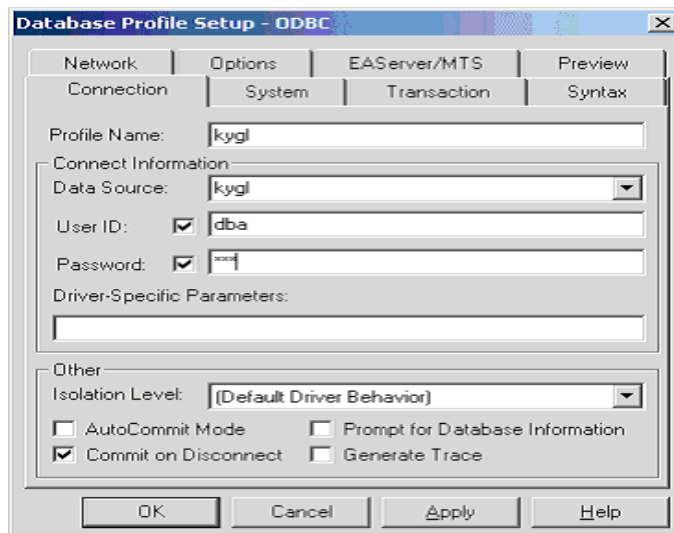 Database Profile Setup - ODBC
Network Options EAServer/MTS Preview
Connection System Transaction Syntax
Profile Name: kygl
Connect Information
Data Source: kygl
User ID: dba
Password: ***
Driver-Specific Parameters:
Other
Isolation Level: (Default Driver Behavior)
AutoCommit Mode Prompt for Database Information
Commit on Disconnect Generate Trace
OK Cancel Apply Help